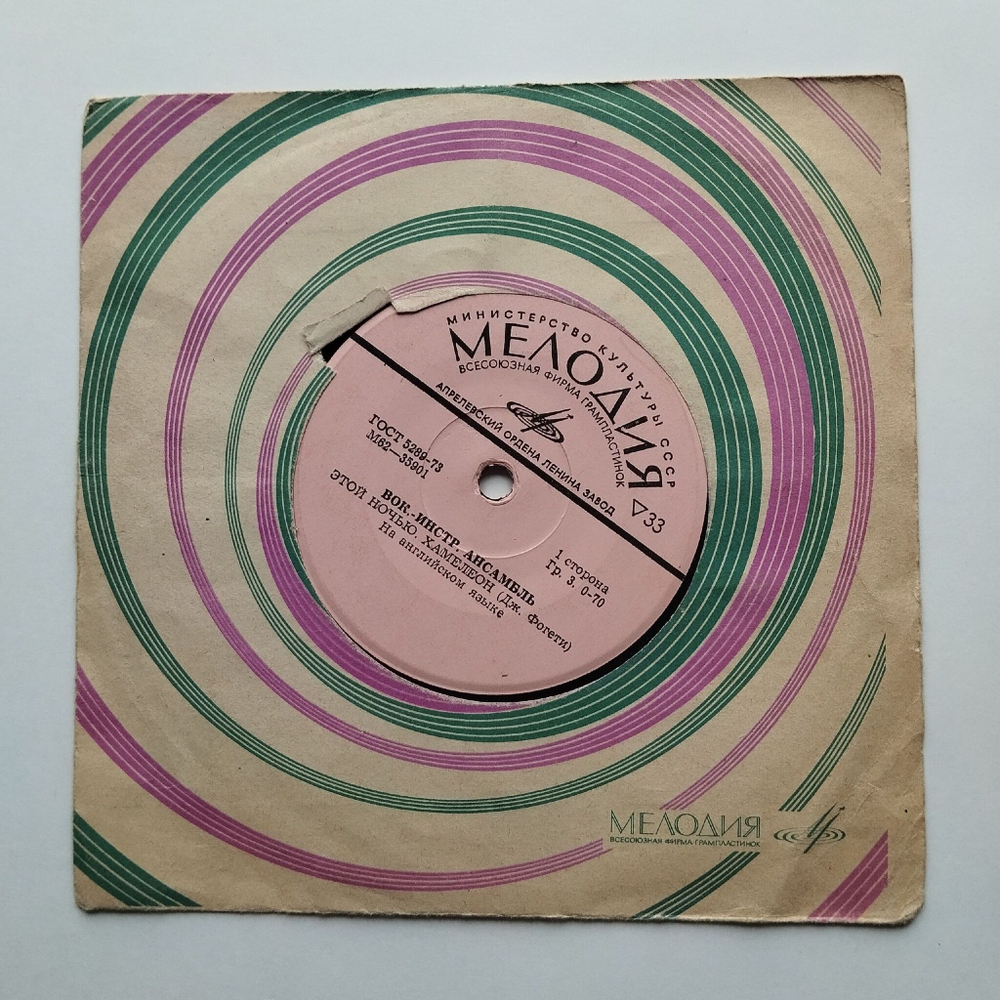 МИНИСТЕРСТВО КУЛЬТУРЫ СССР
МЕЛОДИЯ
ВСЕСОЮЗНАЯ ФИРМА ГРАМПЛАСТИНОК
АПРЕЛЕВСКИЙ ОРДЕНА ЛЕНИНА ЗАВОД
▽33
ГОСТ 5289-73
М62—35901
1 сторона
Гр. 3, 0-70
ВОК.-ИНСТР. АНСАМБЛЬ
ЭТОЙ НОЧЬЮ. ХАМЕЛЕОН (Дж. Фогети)
На английском языке
МЕЛОДИЯ
ВСЕСОЮЗНАЯ ФИРМА ГРАМПЛАСТИНОК